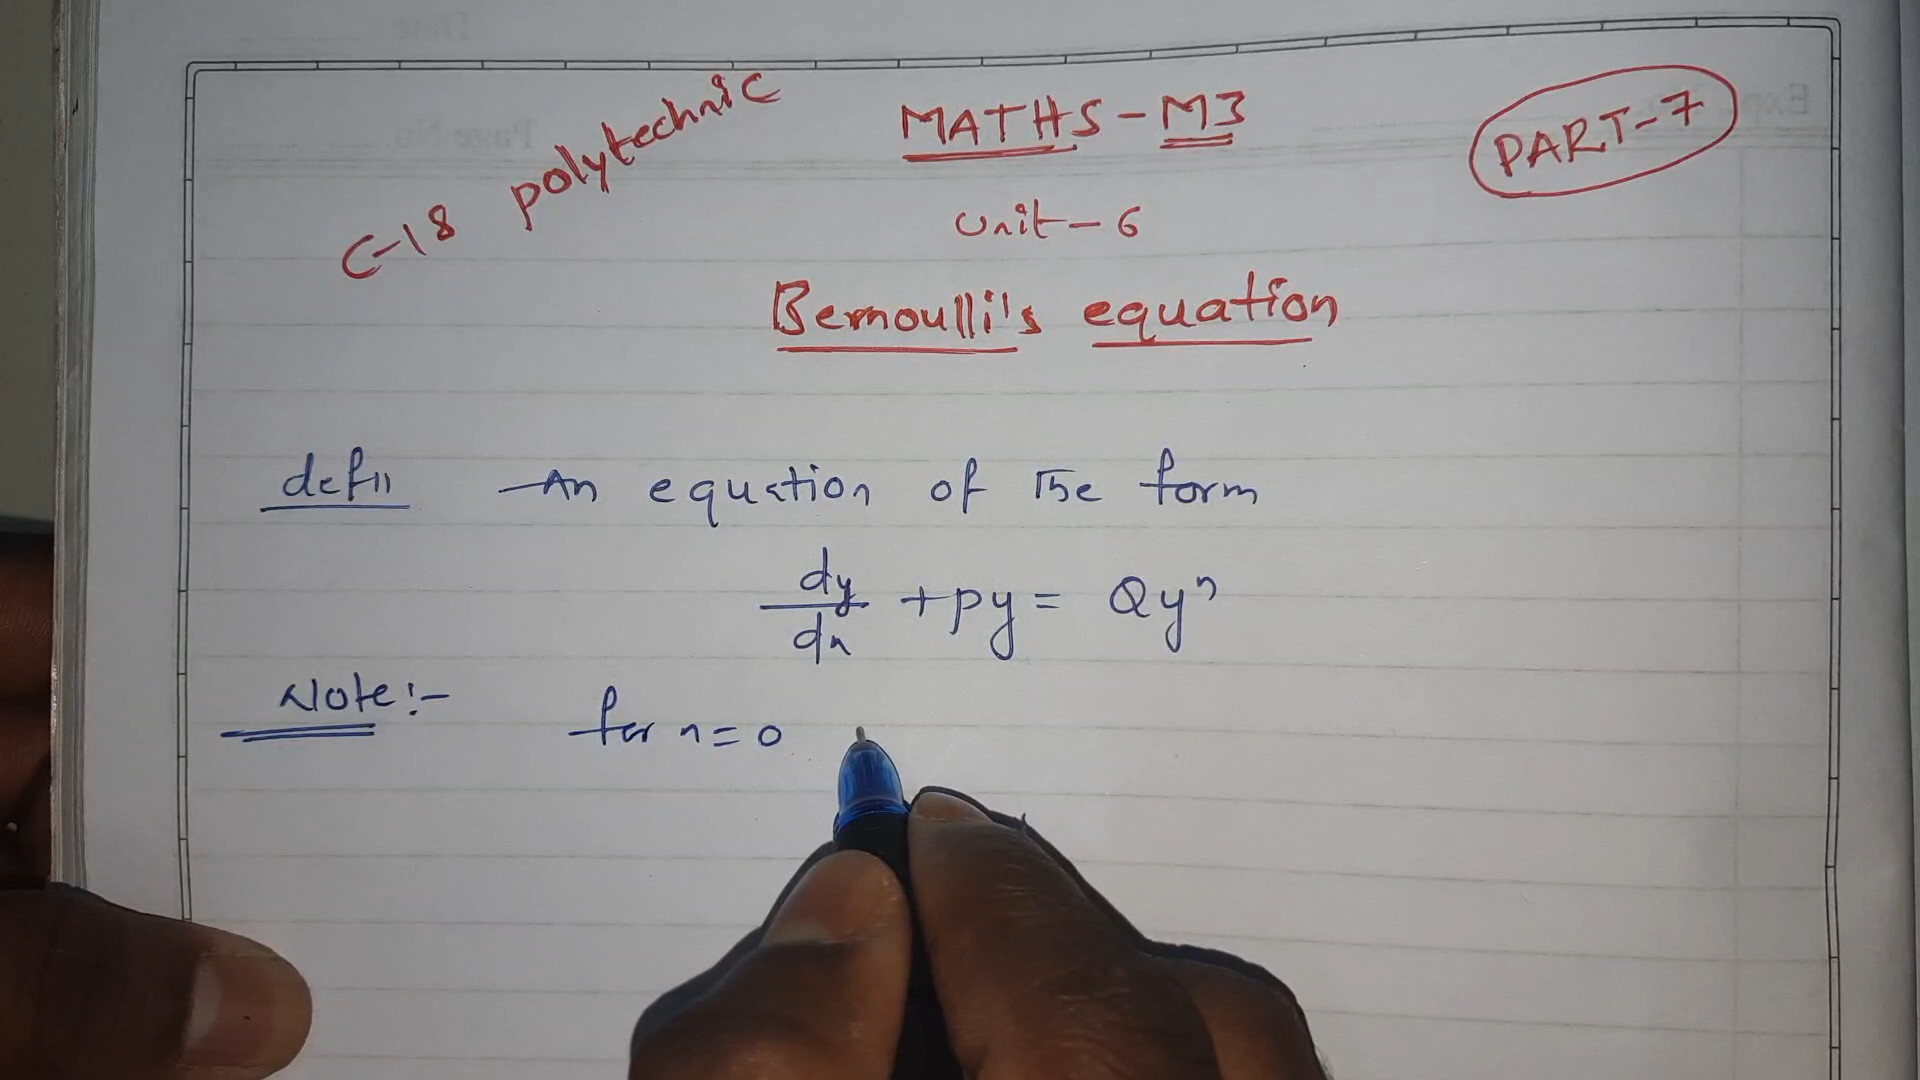 C-18 polytechnic
MATHS - M3
PART-7
Unit - 6
Bernoulli's equation
defn An equation of the form
dy/dx + py = Qyⁿ
Note:- for n = 0